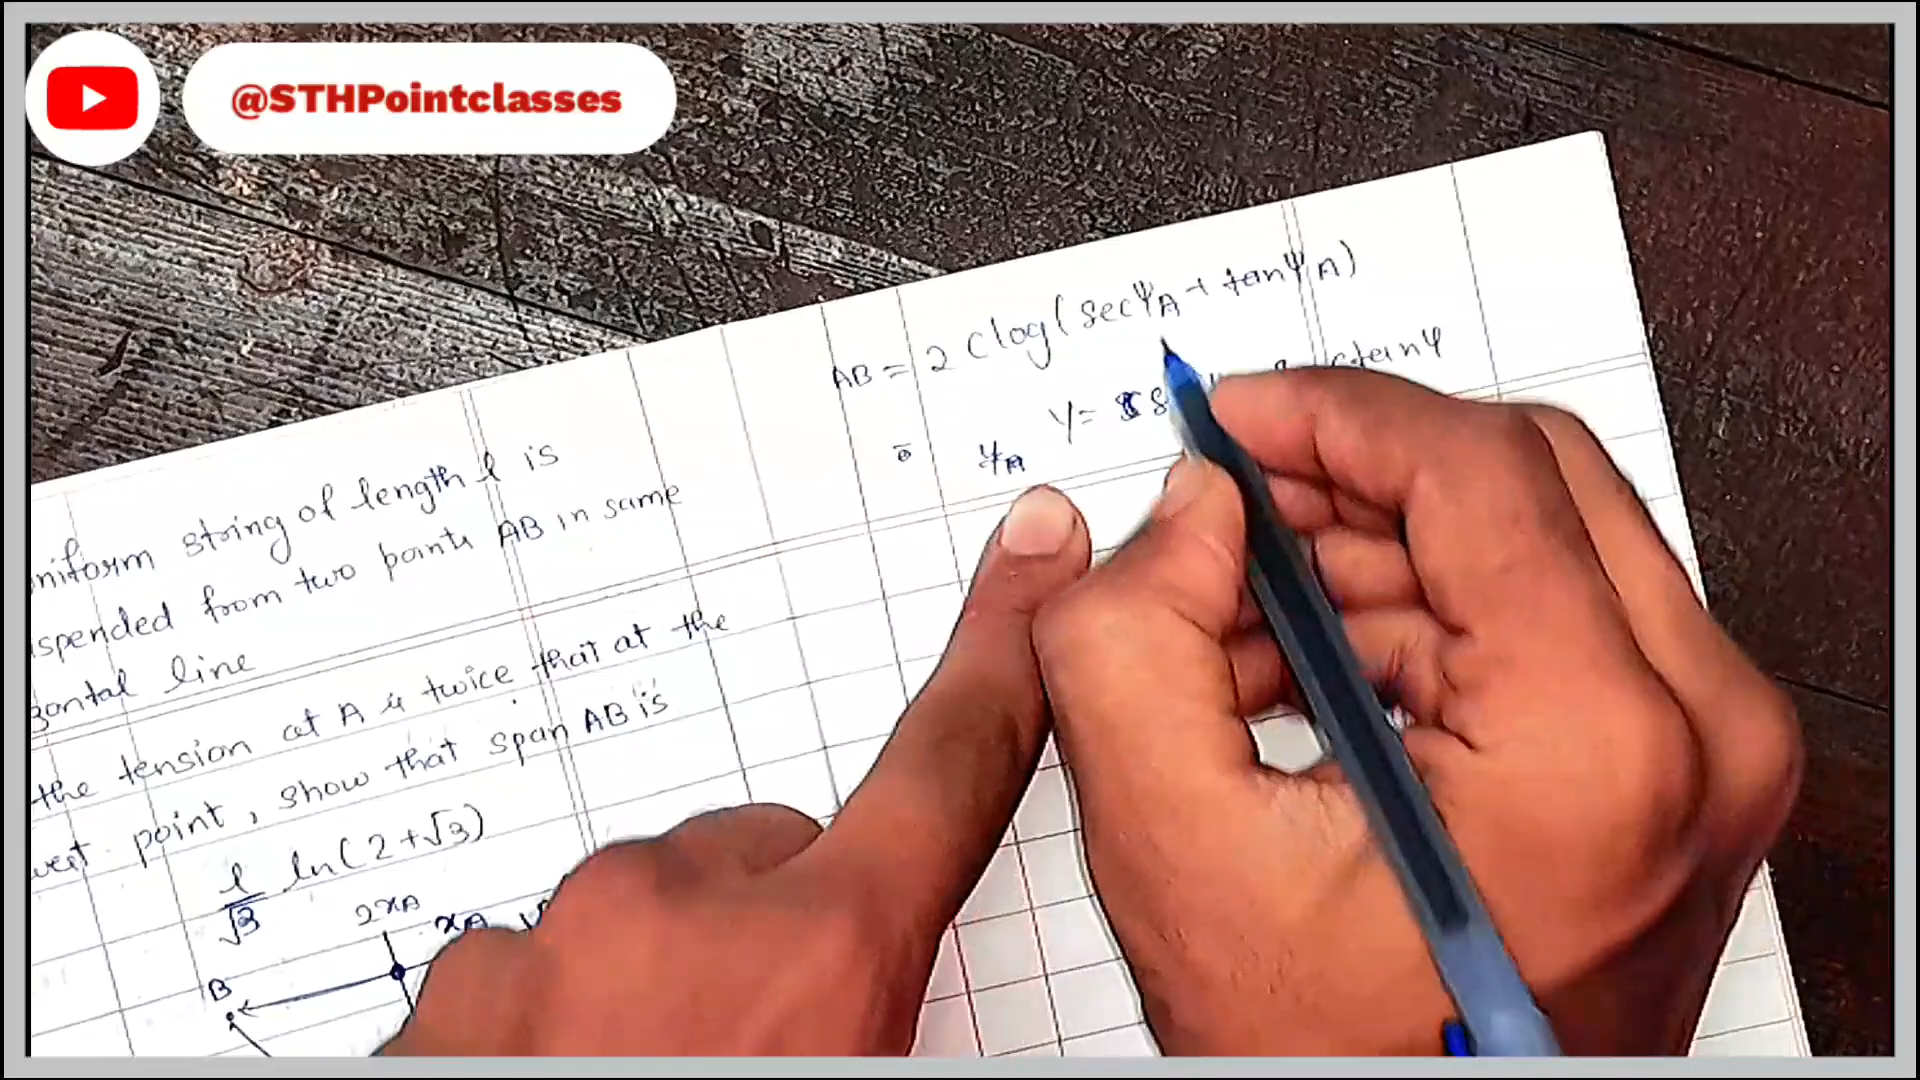 @STHPointclasses
AB = 2 c log( secψA + tanψA)
y = s c tanψ
yA
uniform string of length l is
spended from two points AB in same
zontal line
the tension at A is twice that at the
west point, show that span AB is
l/√3 ln(2+√3)
2xA
xA
B